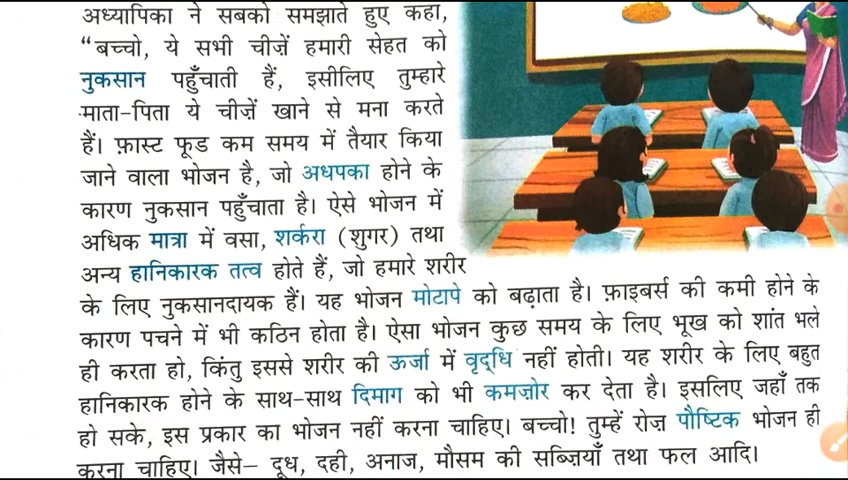 अध्यापिका ने सबको समझाते हुए कहा,
“बच्चो, ये सभी चीज़ें हमारी सेहत को
नुकसान पहुँचाती हैं, इसीलिए तुम्हारे
माता-पिता ये चीज़ें खाने से मना करते
हैं। फ़ास्ट फूड कम समय में तैयार किया
जाने वाला भोजन है, जो अधपका होने के
कारण नुकसान पहुँचाता है। ऐसे भोजन में
अधिक मात्रा में वसा, शर्करा (शुगर) तथा
अन्य हानिकारक तत्व होते हैं, जो हमारे शरीर
के लिए नुकसानदायक हैं। यह भोजन मोटापे को बढ़ाता है। फ़ाइबर्स की कमी होने के
कारण पचने में भी कठिन होता है। ऐसा भोजन कुछ समय के लिए भूख को शांत भले
ही करता हो, किंतु इससे शरीर की ऊर्जा में वृद्धि नहीं होती। यह शरीर के लिए बहुत
हानिकारक होने के साथ-साथ दिमाग को भी कमज़ोर कर देता है। इसलिए जहाँ तक
हो सके, इस प्रकार का भोजन नहीं करना चाहिए। बच्चो! तुम्हें रोज़ पौष्टिक भोजन ही
करना चाहिए। जैसे– दूध, दही, अनाज, मौसम की सब्ज़ियाँ तथा फल आदि।